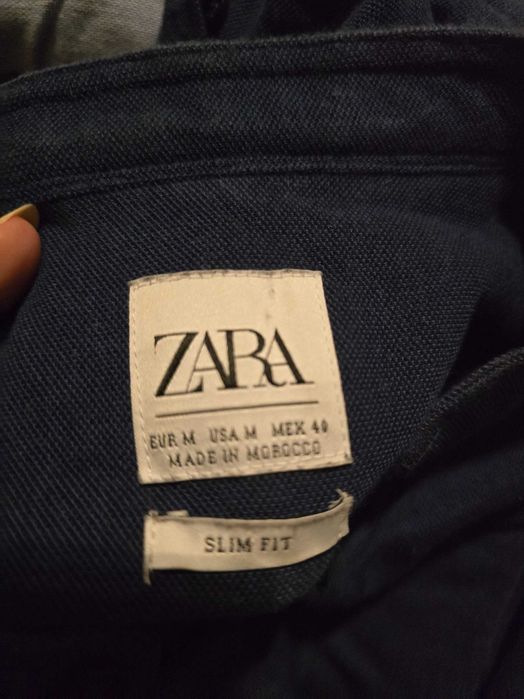 ZARA
EUR M USA M MEX 40
MADE IN MOROCCO
SLIM FIT